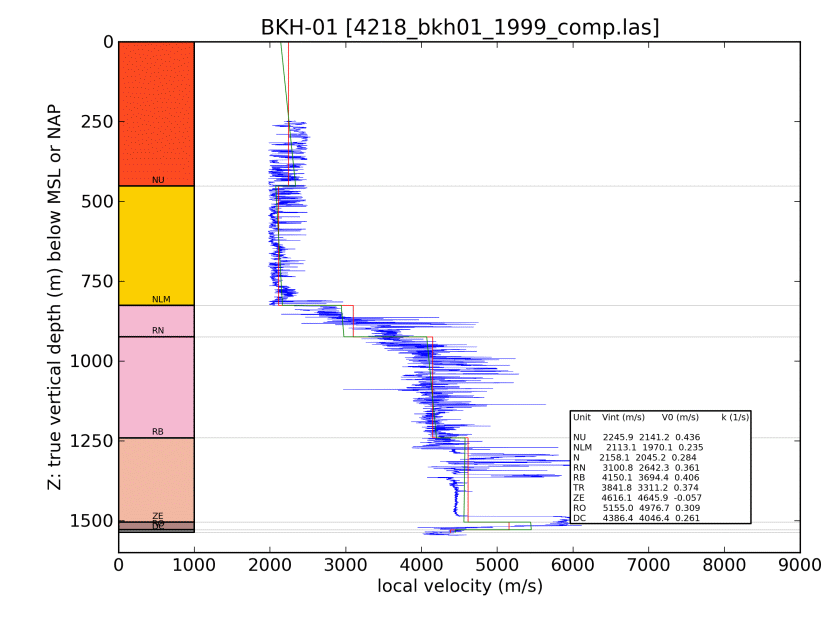 BKH-01 [4218_bkh01_1999_comp.las]
Z: true vertical depth (m) below MSL or NAP
0
250
500
750
1000
1250
1500
NU
NLM
RN
RB
ZE
DC
Unit Vint (m/s) V0 (m/s) k (1/s)
NU 2245.9 2141.2 0.436
NLM 2113.1 1970.1 0.235
N 2158.1 2045.2 0.284
RN 3100.8 2642.3 0.361
RB 4150.1 3694.4 0.406
TR 3841.8 3311.2 0.374
ZE 4616.1 4645.9 -0.057
RO 5155.0 4976.7 0.309
DC 4386.4 4046.4 0.261
0 1000 2000 3000 4000 5000 6000 7000 8000 9000
local velocity (m/s)